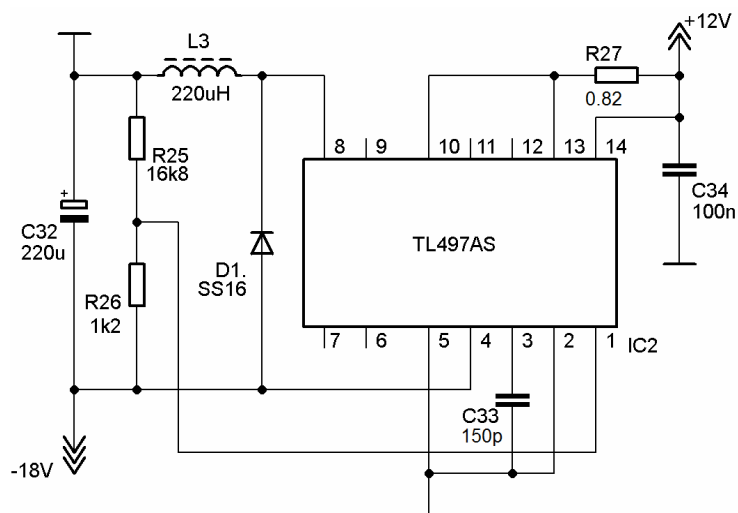 L3
220uH
+12V
R27
0.82
R25
16k8
8 9 10 11 12 13 14
C34
100n
+
C32
220u
TL497AS
D1.
SS16
R26
1k2
7 6 5 4 3 2 1
IC2
C33
150p
-18V